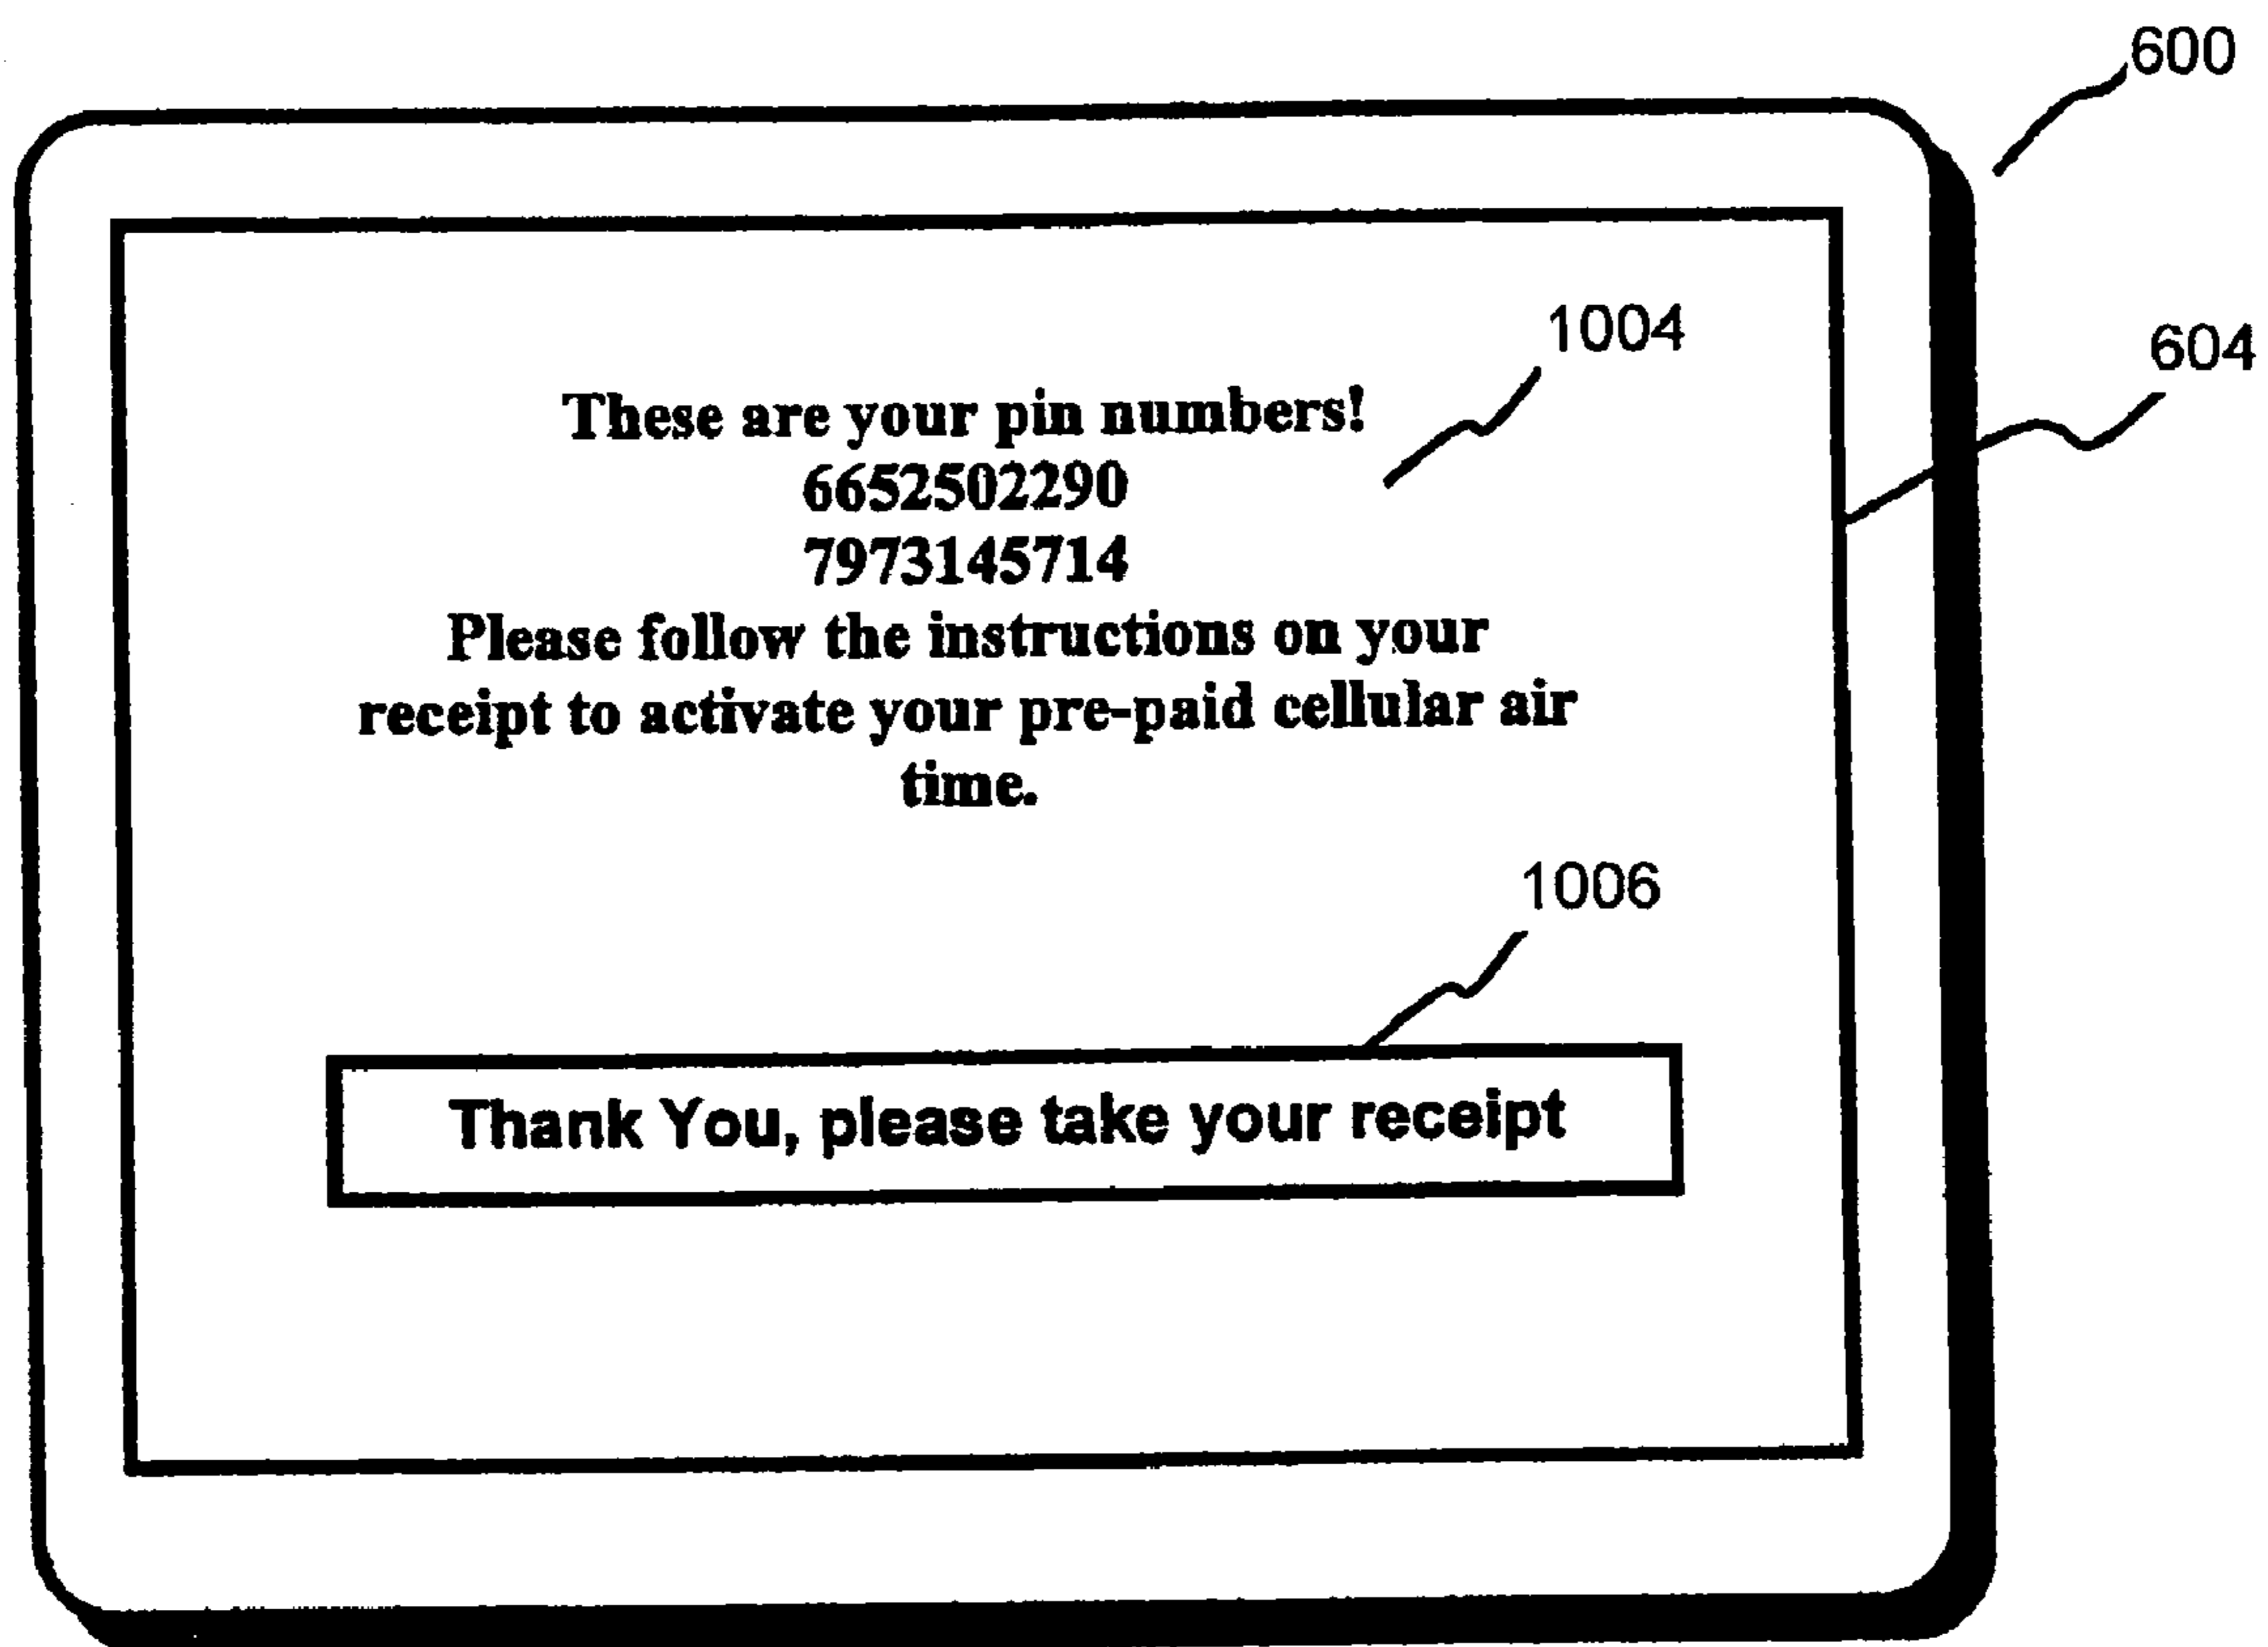 600
1004
604
These are your pin numbers!
6652502290
7973145714
Please follow the instructions on your
receipt to activate your pre-paid cellular air
time.
1006
Thank You, please take your receipt